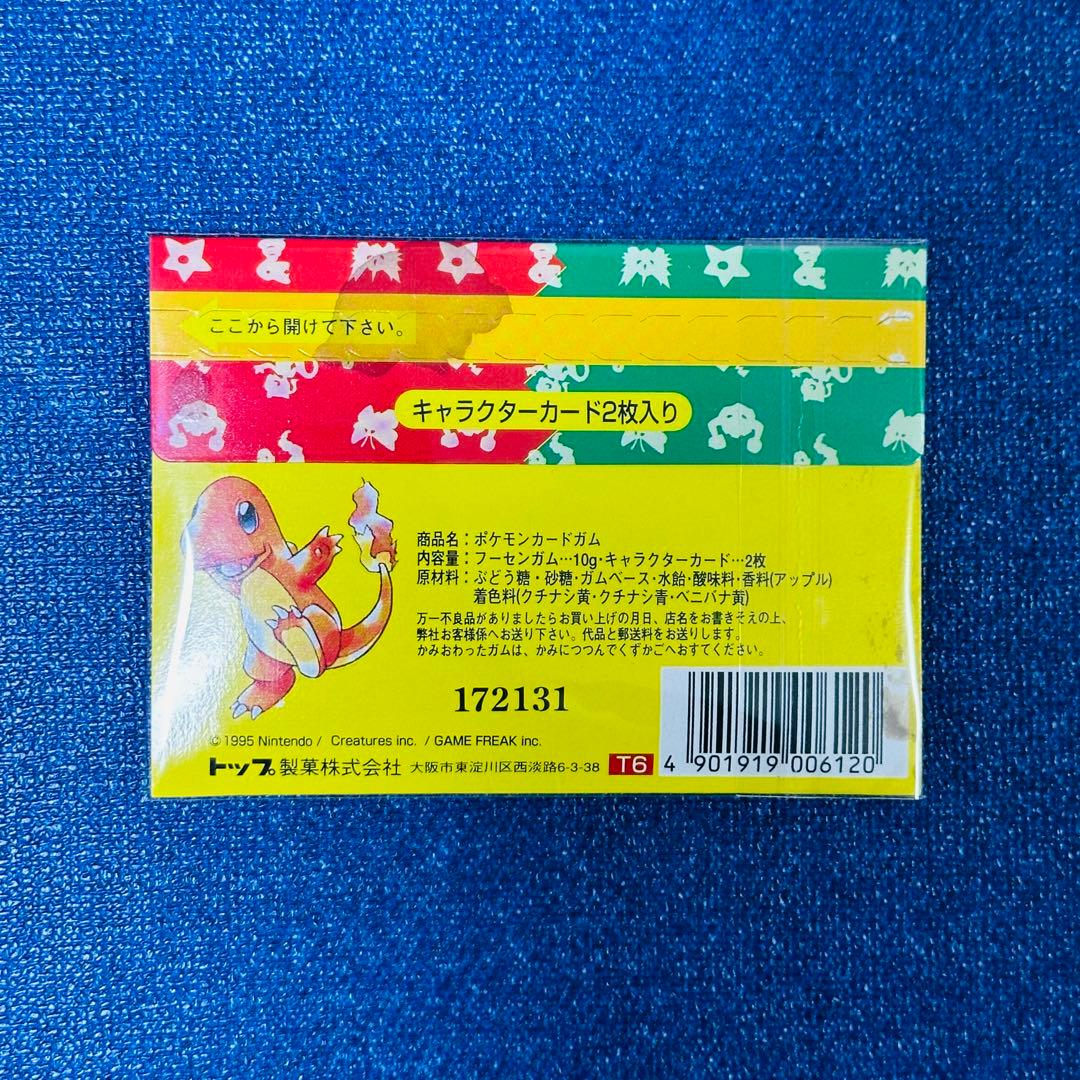 ここから開けて下さい。
キャラクターカード2枚入り
商品名：ポケモンカードガム
内容量：フーセンガム…10g・キャラクターカード…2枚
原材料：ぶどう糖・砂糖・ガムベース・水飴・酸味料・香料(アップル)
着色料(クチナシ黄・クチナシ青・ベニバナ黄)
万一不良品がありましたらお買い上げの月日、店名をお書きそえの上、
弊社お客様係へお送り下さい。代品と郵送料をお送りします。
かみおわったガムは、かみにつつんでくずかごへおすてください。
172131
© 1995 Nintendo / Creatures inc. / GAME FREAK inc.
トップ製菓株式会社 大阪市東淀川区西淡路6-3-38 T6
4 901919 006120